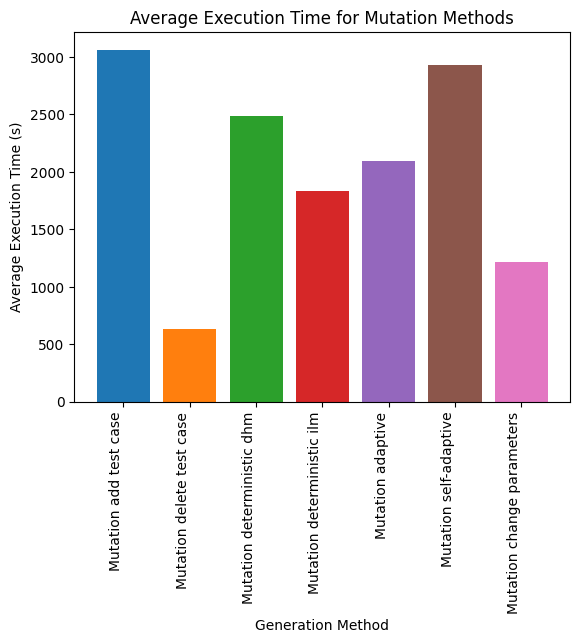 Average Execution Time for Mutation Methods
Average Execution Time (s)
3000
2500
2000
1500
1000
500
0
Mutation add test case
Mutation delete test case
Mutation deterministic dhm
Mutation deterministic ilm
Mutation adaptive
Mutation self-adaptive
Mutation change parameters
Generation Method